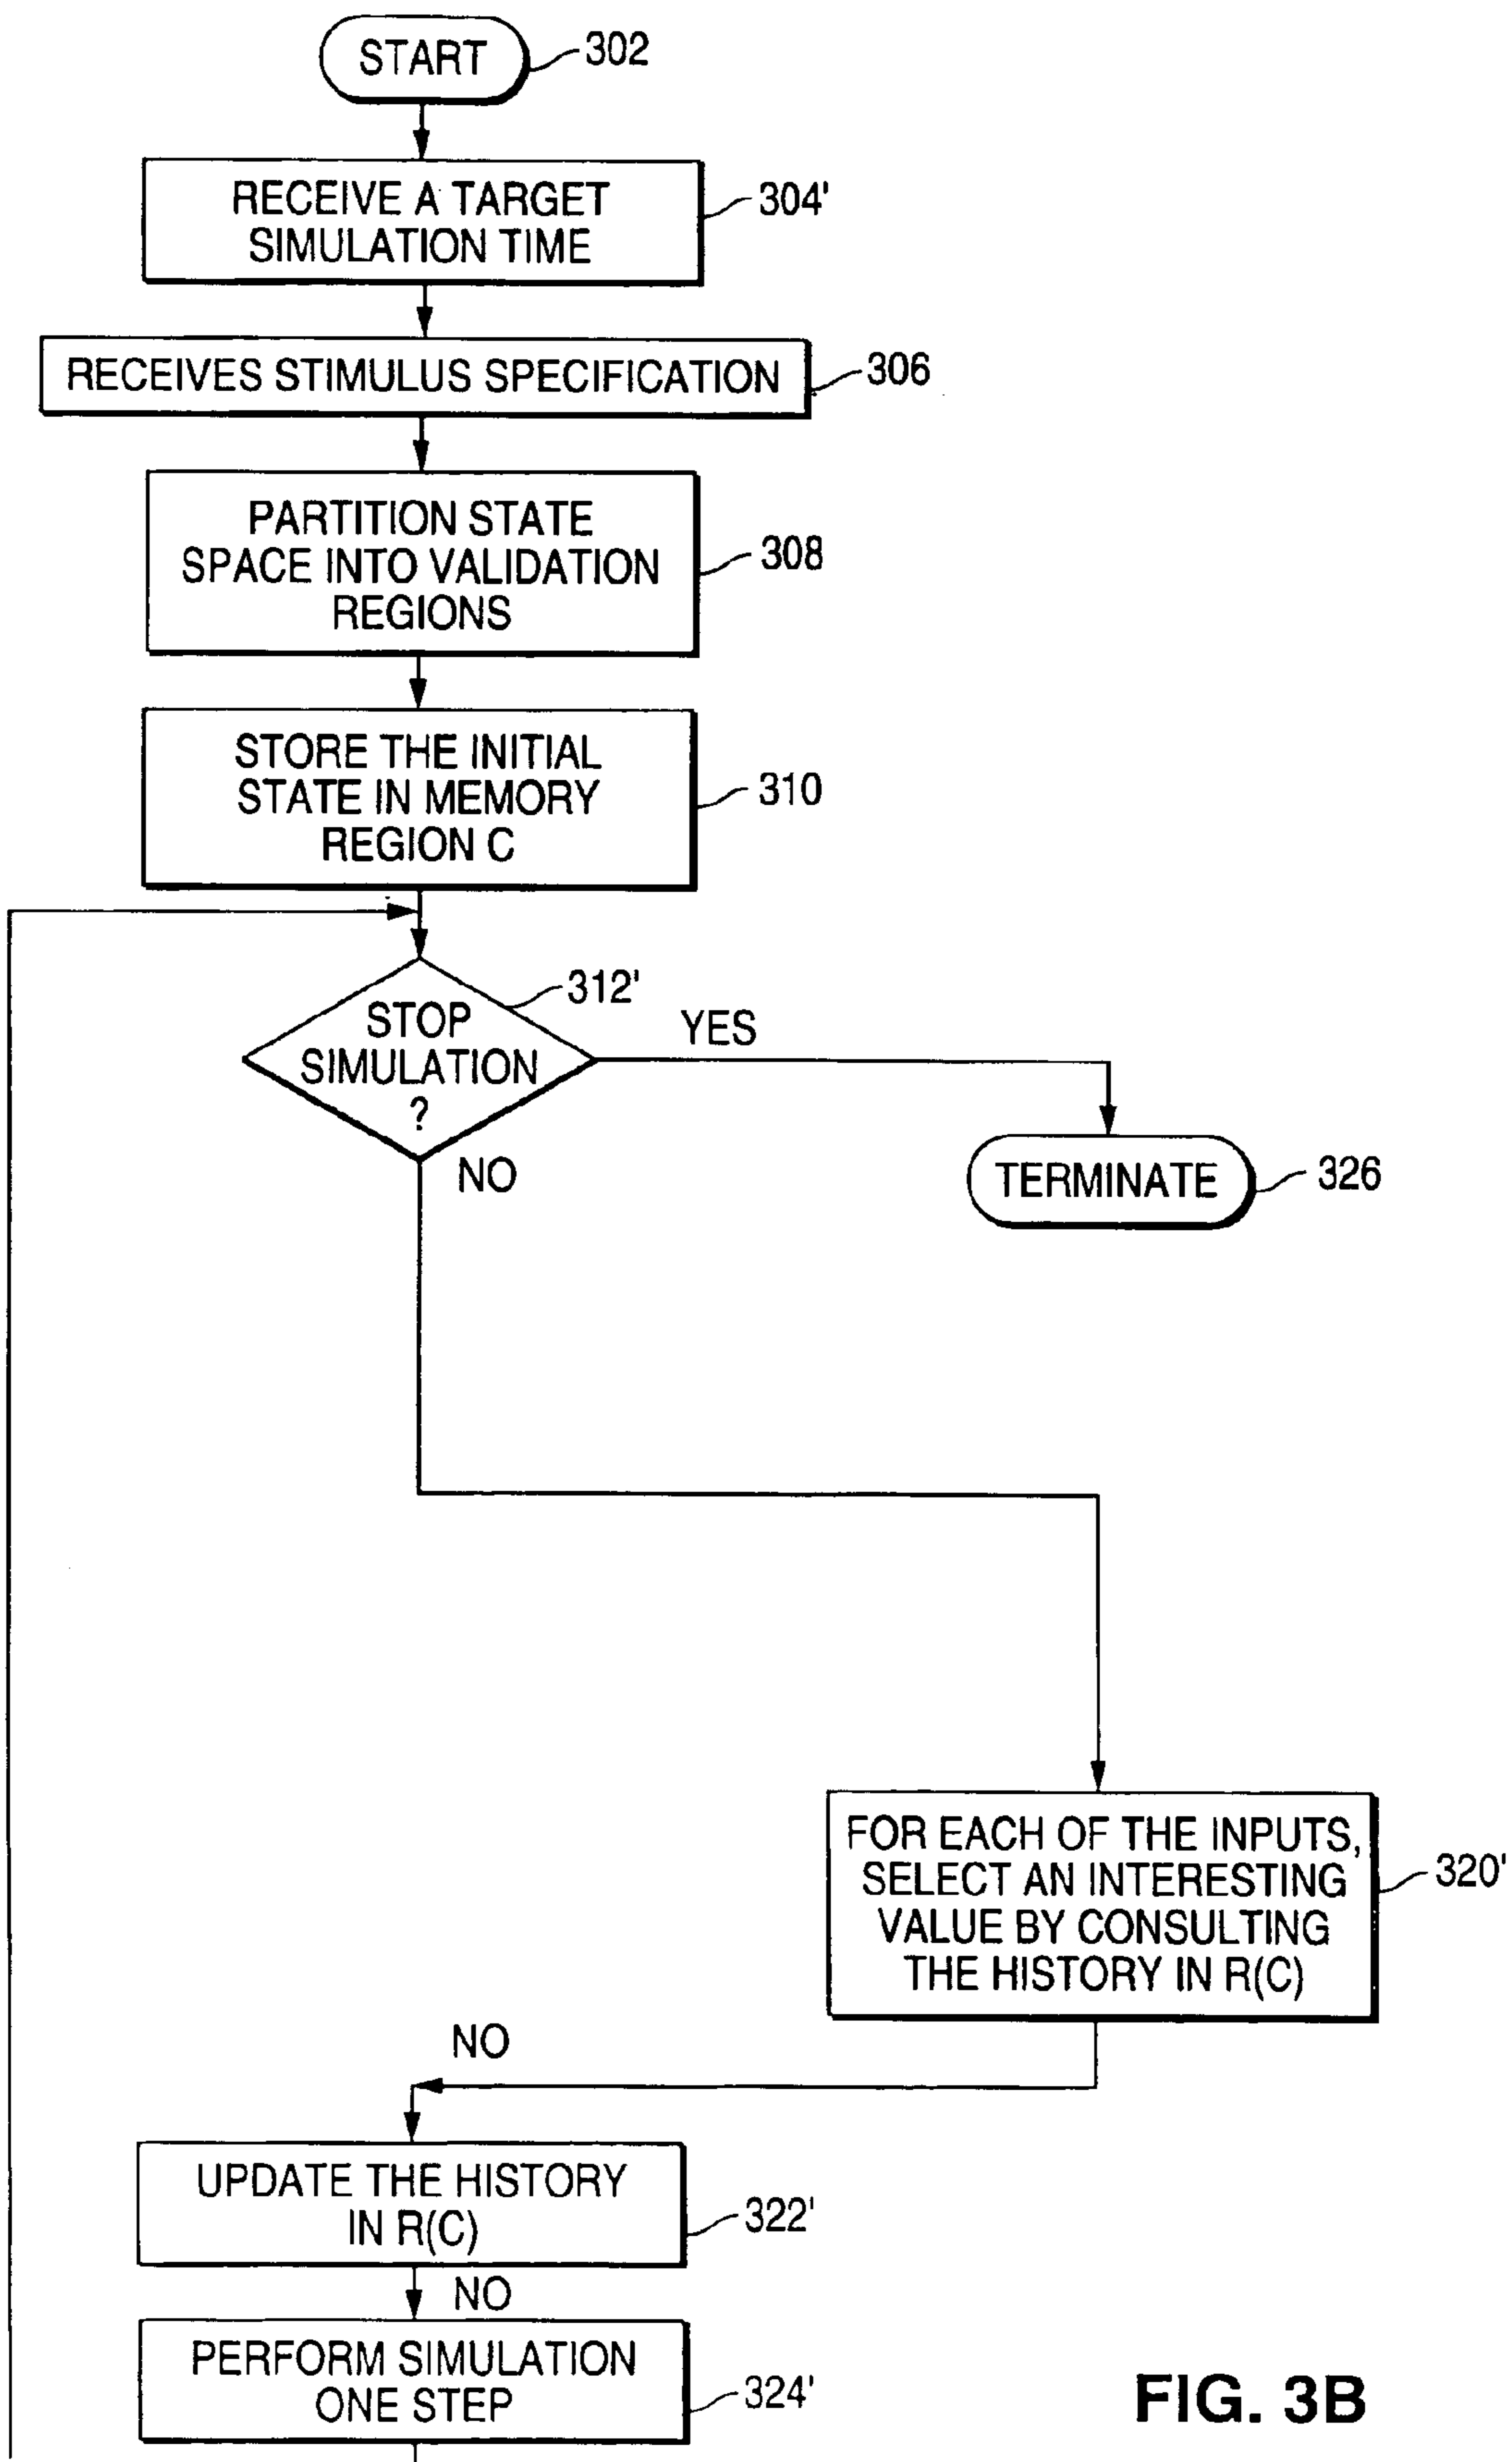 START
302
RECEIVE A TARGET
SIMULATION TIME
304'
RECEIVES STIMULUS SPECIFICATION
306
PARTITION STATE
SPACE INTO VALIDATION
REGIONS
308
STORE THE INITIAL
STATE IN MEMORY
REGION C
310
STOP
SIMULATION
?
312'
YES
NO
TERMINATE
326
FOR EACH OF THE INPUTS,
SELECT AN INTERESTING
VALUE BY CONSULTING
THE HISTORY IN R(C)
320'
NO
UPDATE THE HISTORY
IN R(C)
322'
NO
PERFORM SIMULATION
ONE STEP
324'
FIG. 3B